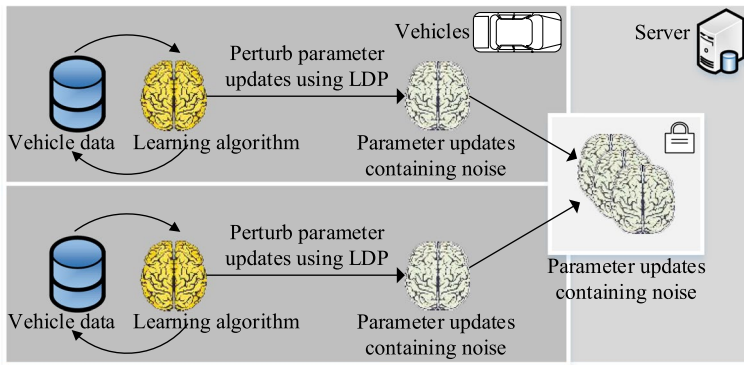 Vehicles
Server
Perturb parameter
updates using LDP
Vehicle data
Learning algorithm
Parameter updates
containing noise
Perturb parameter
updates using LDP
Vehicle data
Learning algorithm
Parameter updates
containing noise
Parameter updates
containing noise